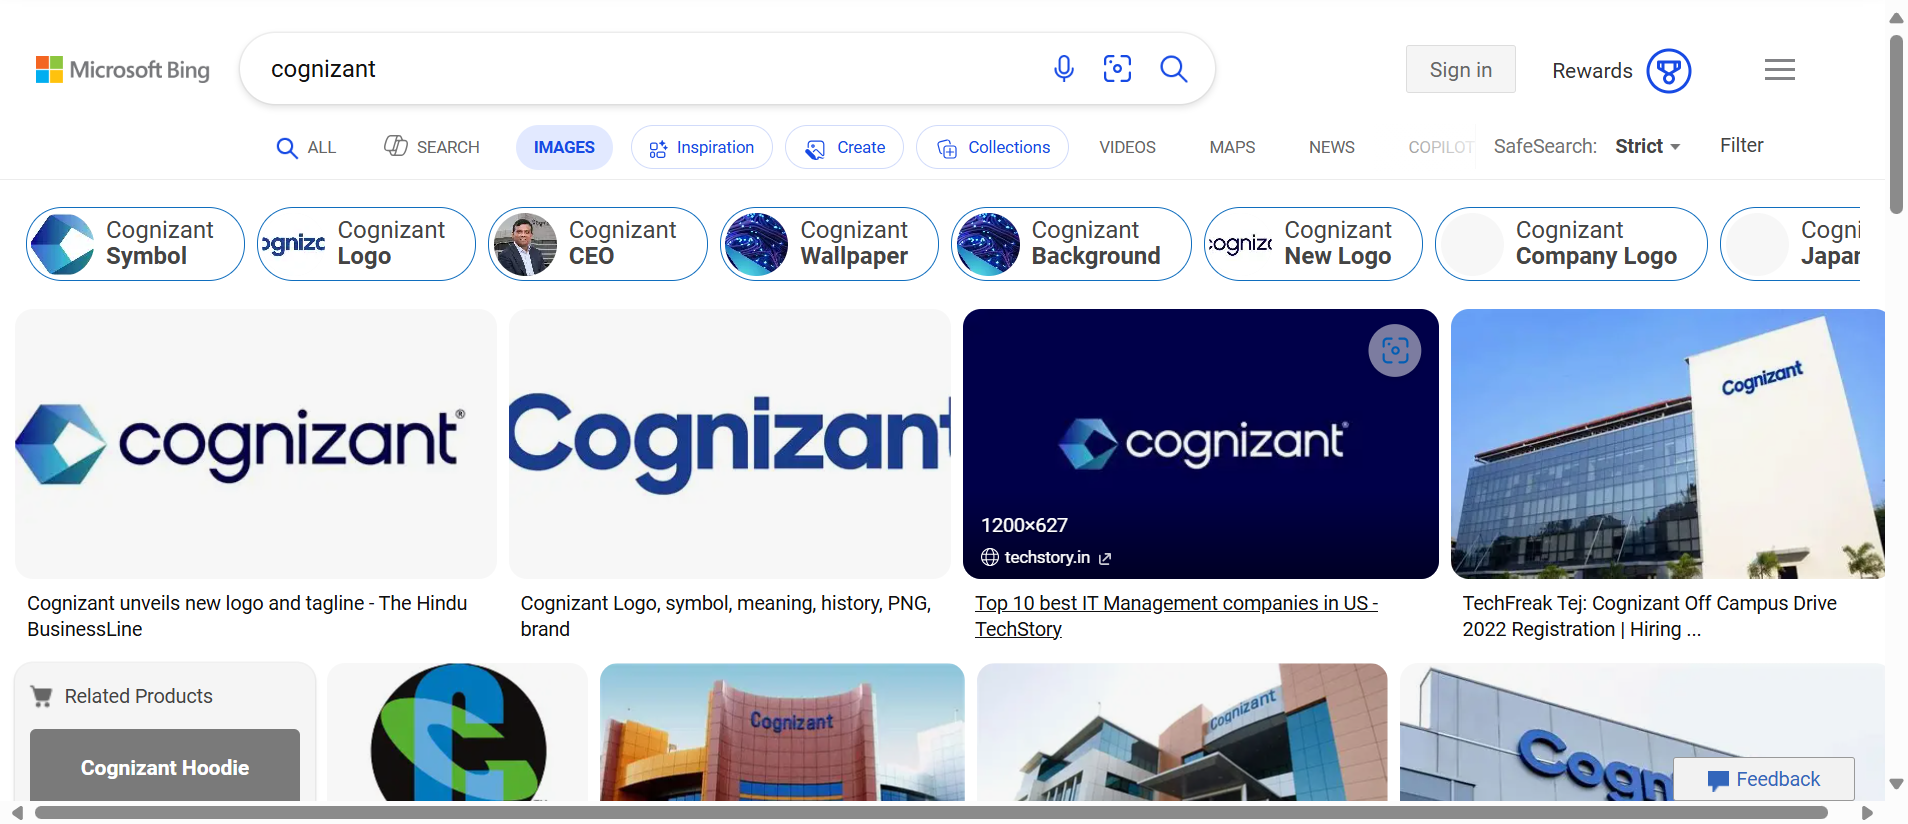 Microsoft Bing
cognizant
Sign in
Rewards
ALL
SEARCH
IMAGES
Inspiration
Create
Collections
VIDEOS
MAPS
NEWS
COPILOT
SafeSearch: Strict
Filter
Cognizant
Symbol
ognizc
Cognizant
Logo
Cognizant
CEO
Cognizant
Wallpaper
Cognizant
Background
cogniz
Cognizant
New Logo
Cognizant
Company Logo
Cogni
Japan
cognizant®
Cognizant
cognizant®
1200×627
techstory.in
Cognizant
Cognizant unveils new logo and tagline - The Hindu
BusinessLine
Cognizant Logo, symbol, meaning, history, PNG,
brand
Top 10 best IT Management companies in US -
TechStory
TechFreak Tej: Cognizant Off Campus Drive
2022 Registration | Hiring ...
Related Products
Cognizant Hoodie
Cognizant
Cognizant
Cogn
Feedback